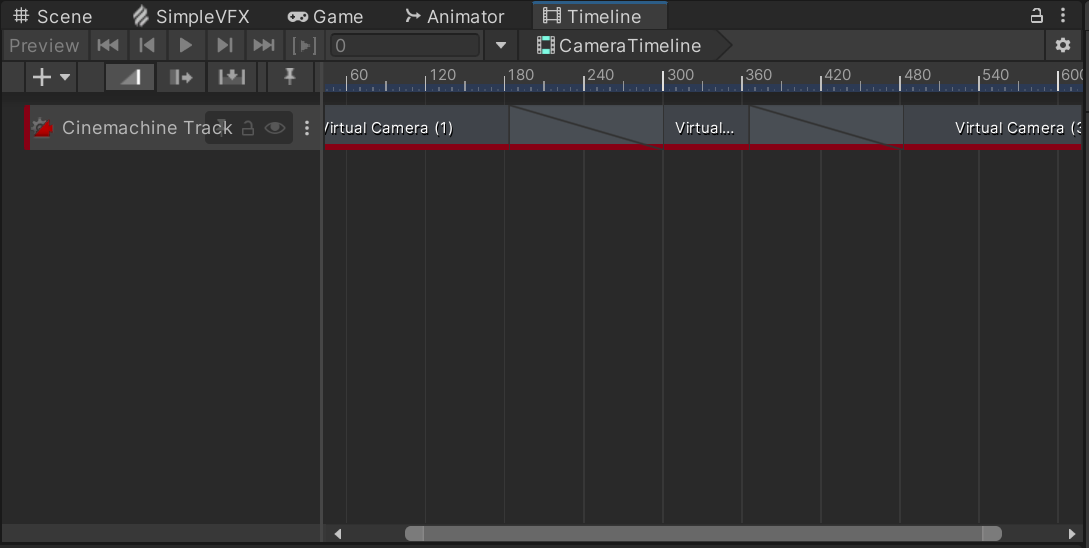 Scene SimpleVFX Game Animator Timeline
Preview 0 CameraTimeline
60 120 180 240 300 360 420 480 540 600
Cinemachine Track Virtual Camera (1) Virtual... Virtual Camera (3